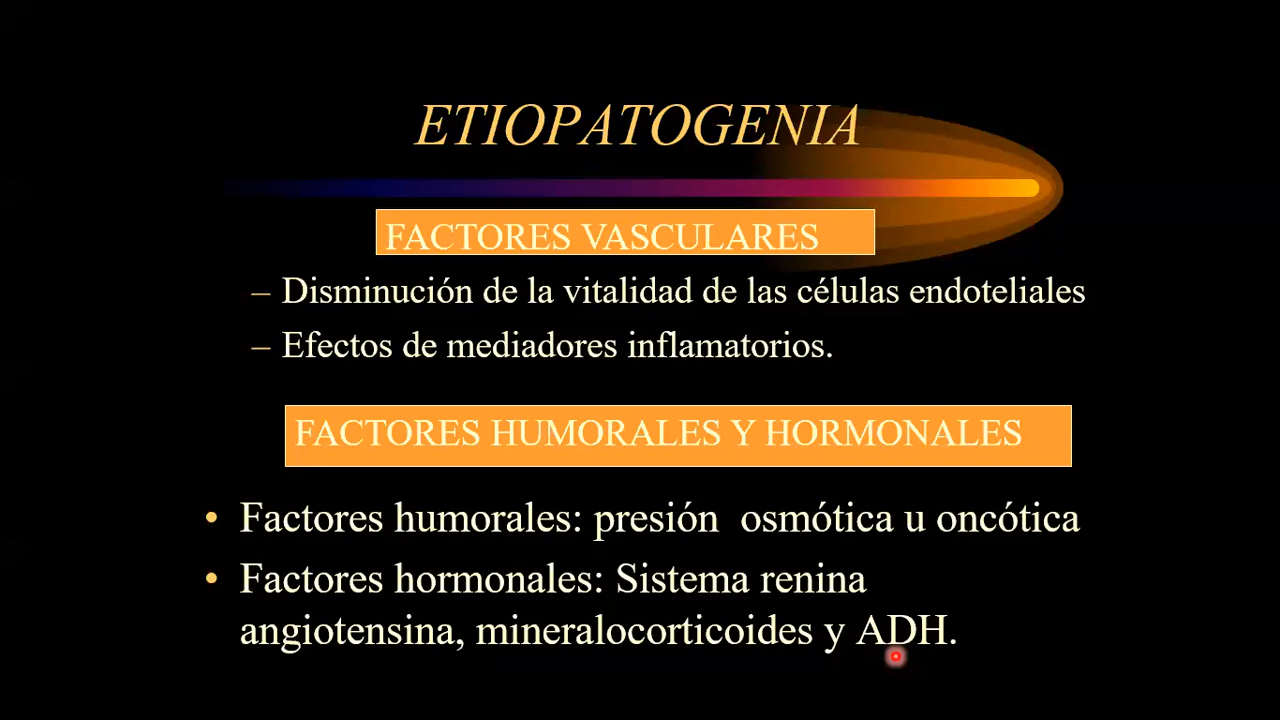 ETIOPATOGENIA
FACTORES VASCULARES
– Disminución de la vitalidad de las células endoteliales
– Efectos de mediadores inflamatorios.
FACTORES HUMORALES Y HORMONALES
• Factores humorales: presión osmótica u oncótica
• Factores hormonales: Sistema renina
angiotensina, mineralocorticoides y ADH.